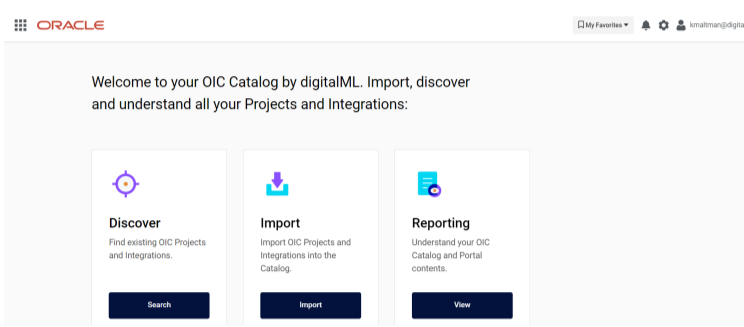 ORACLE
My Favorites
kmaltman@digita
Welcome to your OIC Catalog by digitalML. Import, discover
and understand all your Projects and Integrations:
Discover
Find existing OIC Projects
and Integrations.
Search
Import
Import OIC Projects and
Integrations into the
Catalog.
Import
Reporting
Understand your OIC
Catalog and Portal
contents.
View